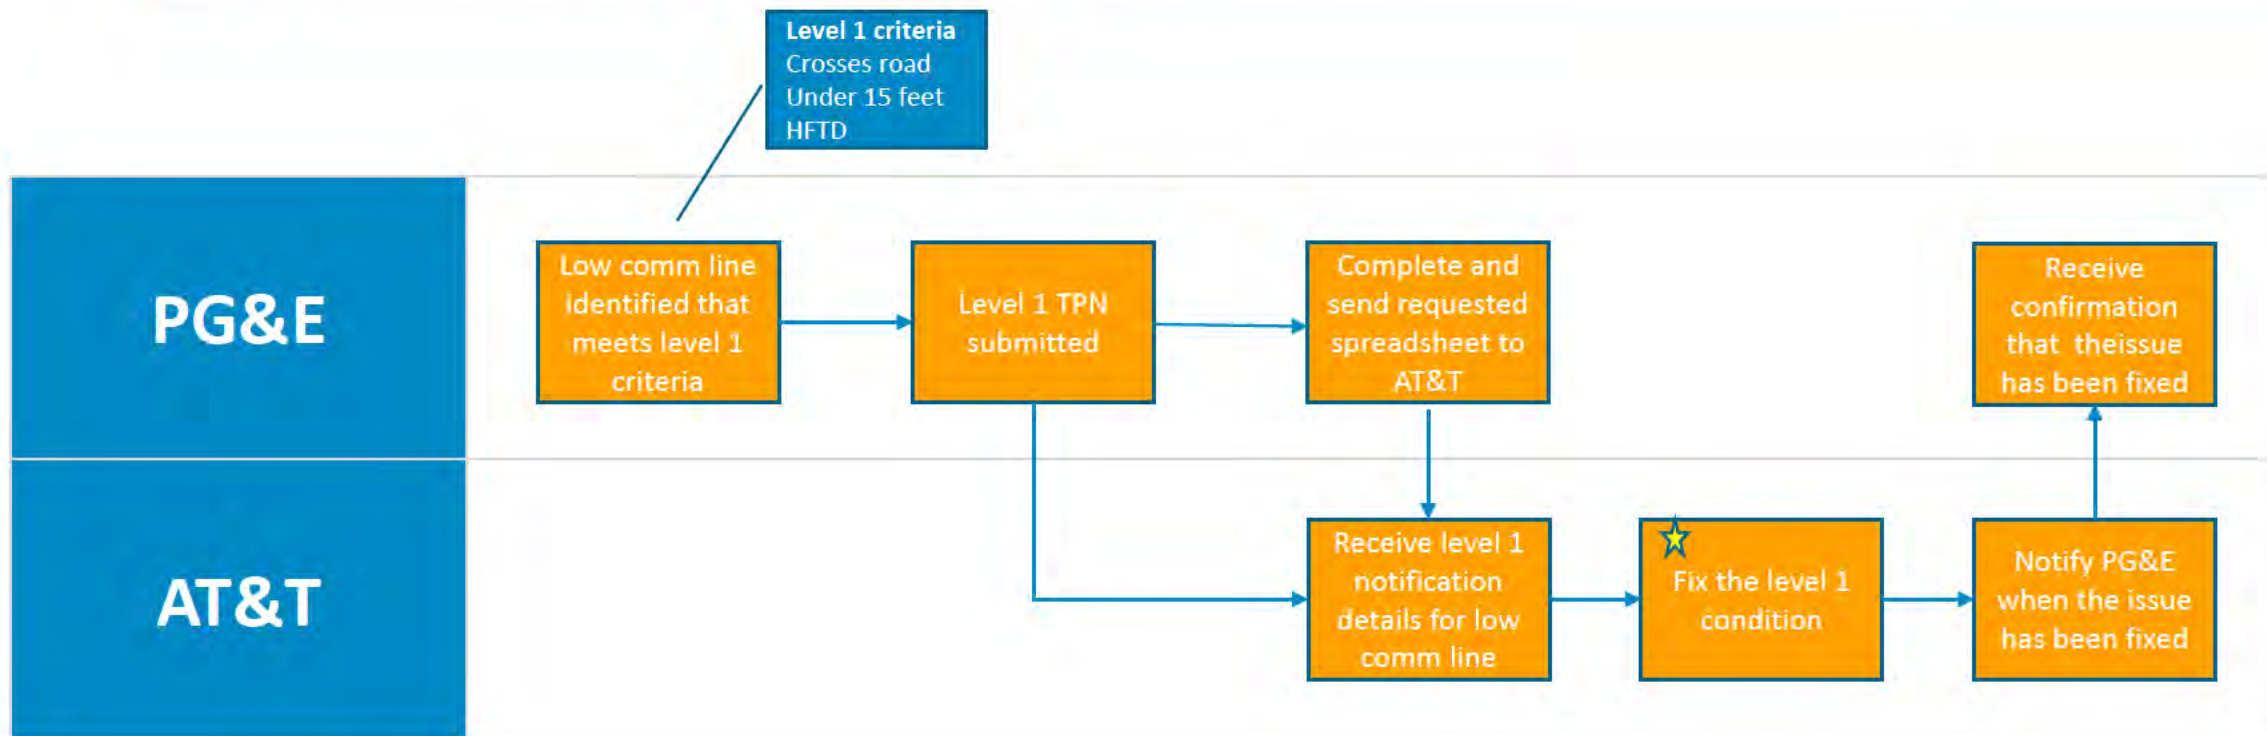 Level 1 criteria
Crosses road
Under 15 feet
HFTD
PG&E
Low comm line
identified that
meets level 1
criteria
Level 1 TPN
submitted
Complete and
send requested
spreadsheet to
AT&T
Receive
confirmation
that theissue
has been fixed
AT&T
Receive level 1
notification
details for low
comm line
Fix the level 1
condition
Notify PG&E
when the issue
has been fixed